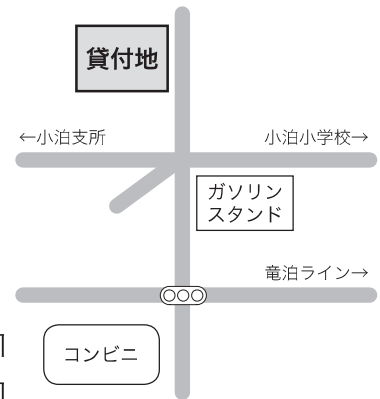 貸付地
←小泊支所
小泊小学校→
ガソリン
スタンド
竜泊ライン→
コンビニ